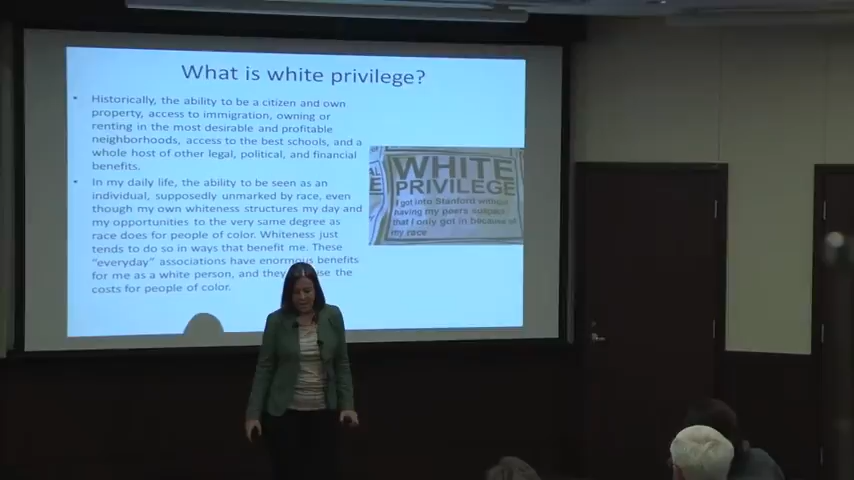 What is white privilege?
• Historically, the ability to be a citizen and own
property, access to immigration, owning or
renting in the most desirable and profitable
neighborhoods, access to the best schools, and a
whole host of other legal, political, and financial
benefits.
• In my daily life, the ability to be seen as an
individual, supposedly unmarked by race, even
though my own whiteness structures my day and
my opportunities to the very same degree as
race does for people of color. Whiteness just
tends to do so in ways that benefit me. These
"everyday" associations have enormous benefits
for me as a white person, and they ise the
costs for people of color.
WHITE
PRIVILEGE
I got into Stanford without
having my peers suspect
that I only got in because of
my race